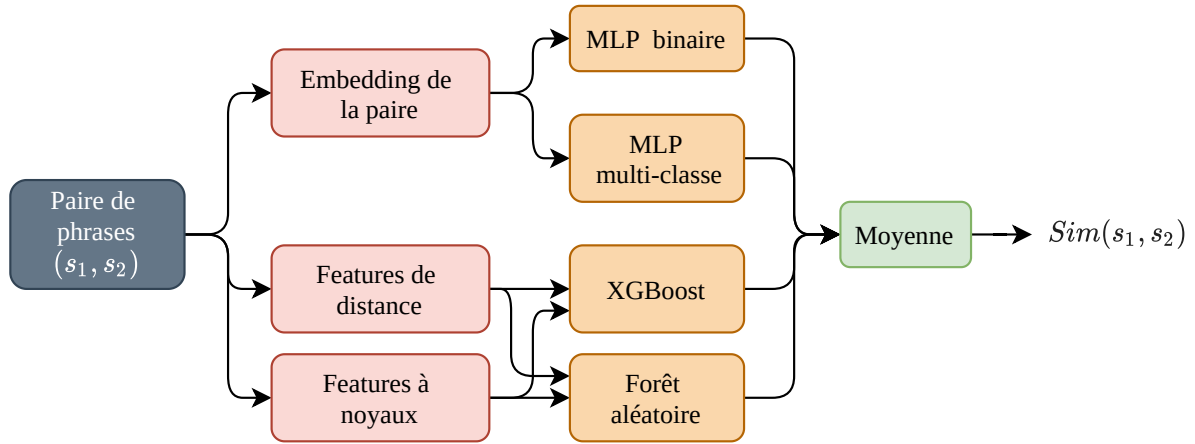 Paire de
phrases
(s₁, s₂)
Embedding de
la paire
Features de
distance
Features à
noyaux
MLP binaire
MLP
multi-classe
XGBoost
Forêt
aléatoire
Moyenne
Sim(s₁, s₂)